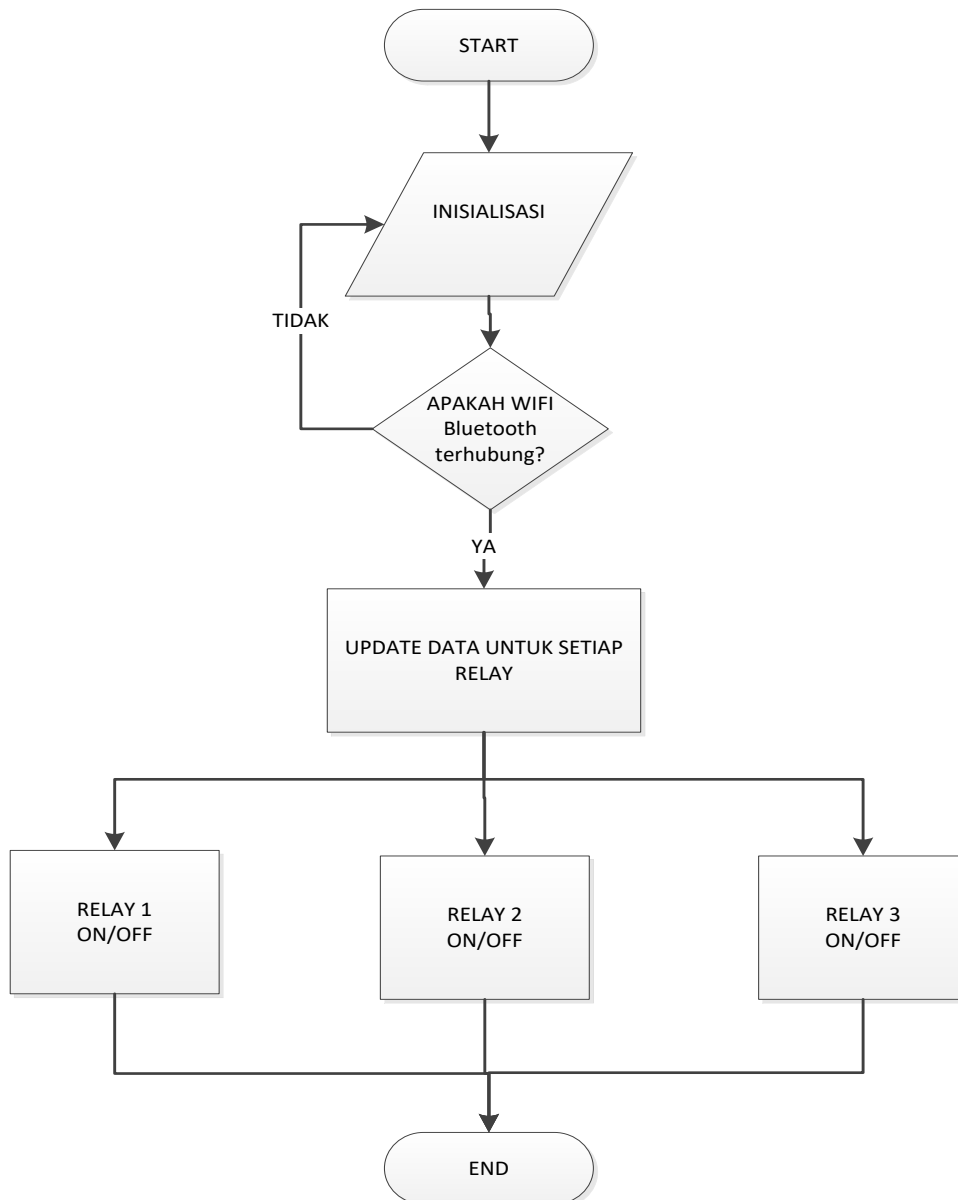 START
INISIALISASI
TIDAK
APAKAH WIFI
Bluetooth
terhubung?
YA
UPDATE DATA UNTUK SETIAP
RELAY
RELAY 1
ON/OFF
RELAY 2
ON/OFF
RELAY 3
ON/OFF
END